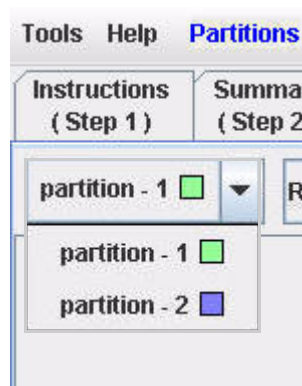 Tools Help Partitions
Instructions
( Step 1 )
Summa
( Step 2
partition - 1
R
partition - 1
partition - 2